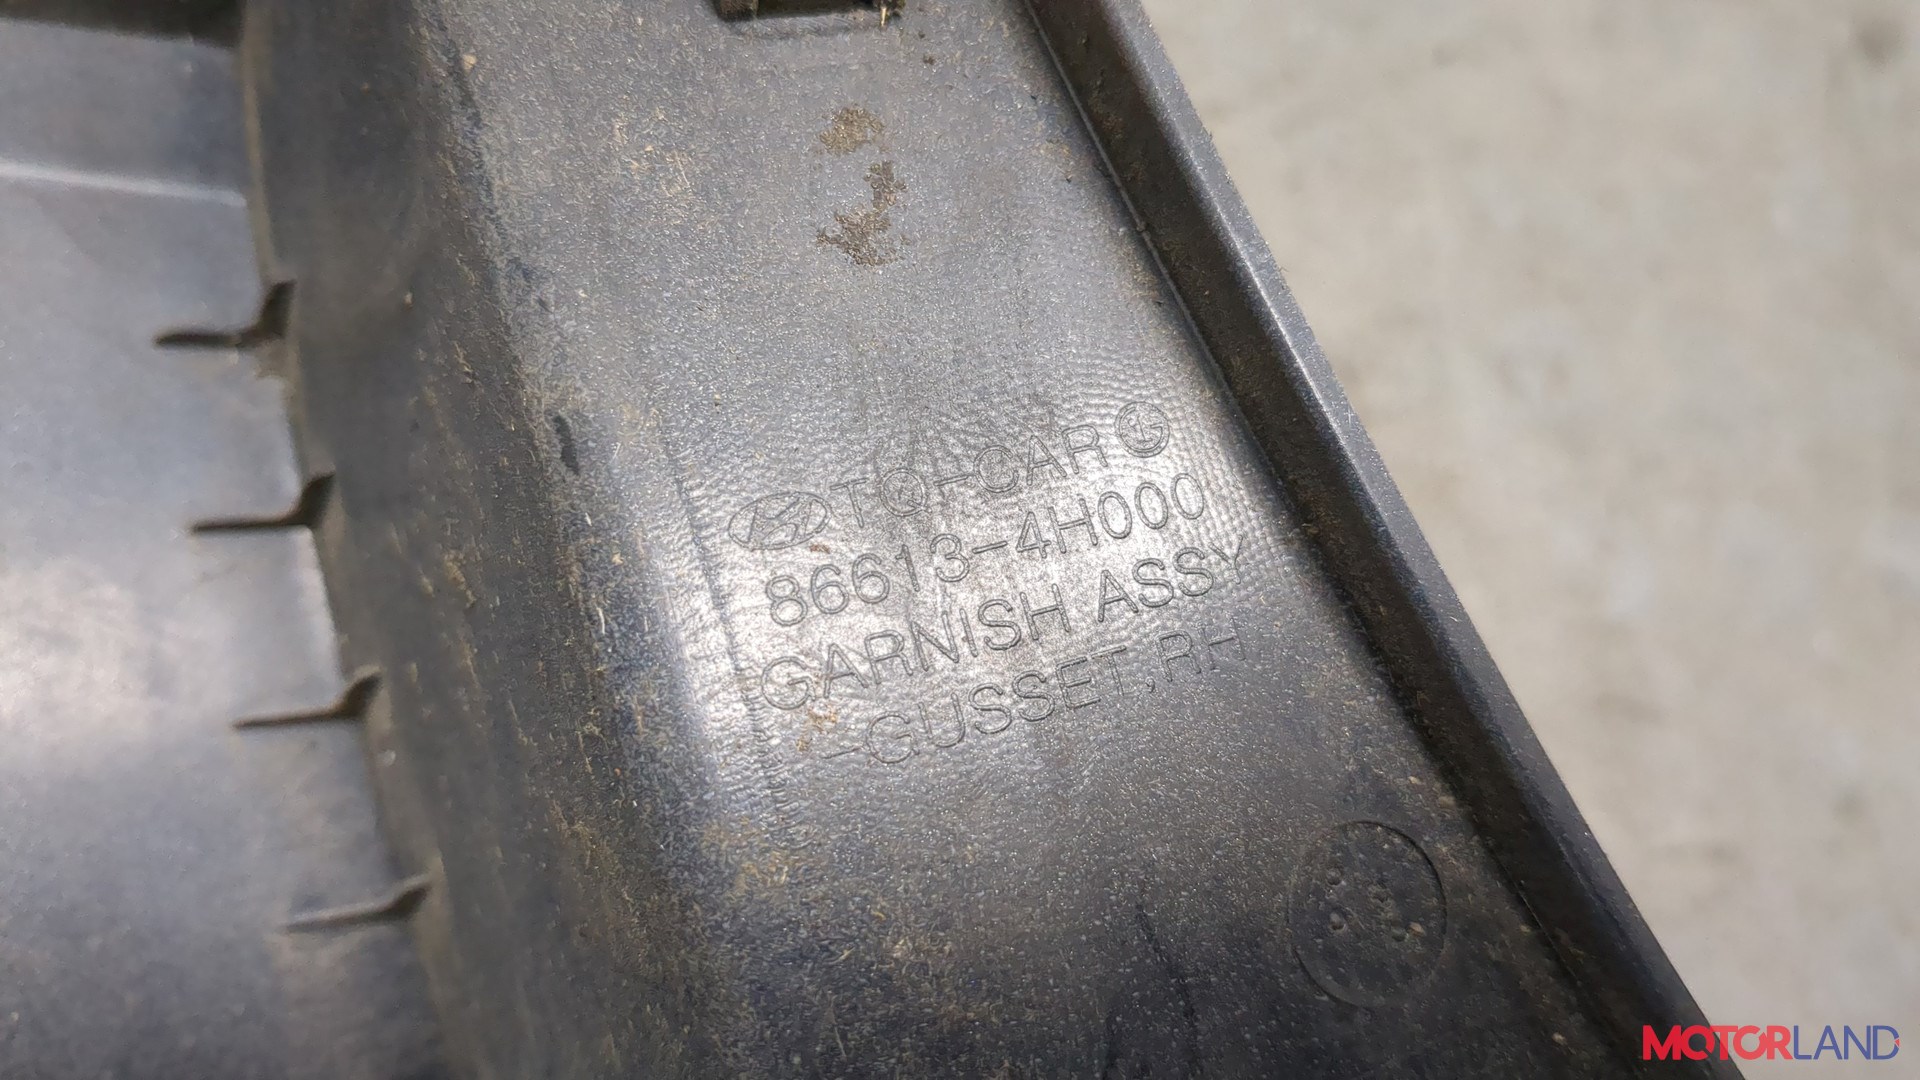 TQ-CAR
86613-4H000
GARNISH ASSY
-GUSSET,RH
MOTORLAND